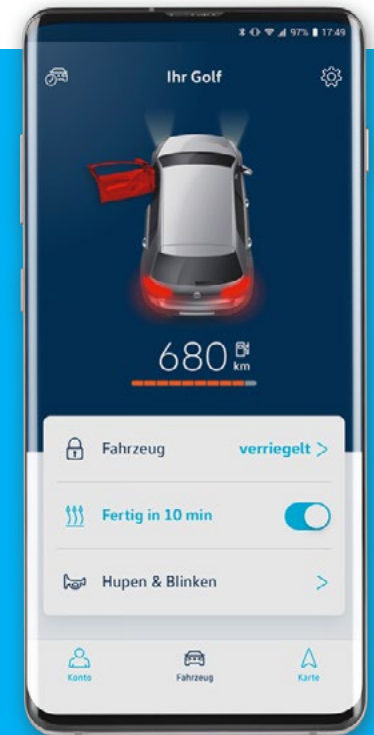 97% 17:49
Ihr Golf
680 km
Fahrzeug verriegelt >
Fertig in 10 min
Hupen & Blinken >
Konto Fahrzeug Karte